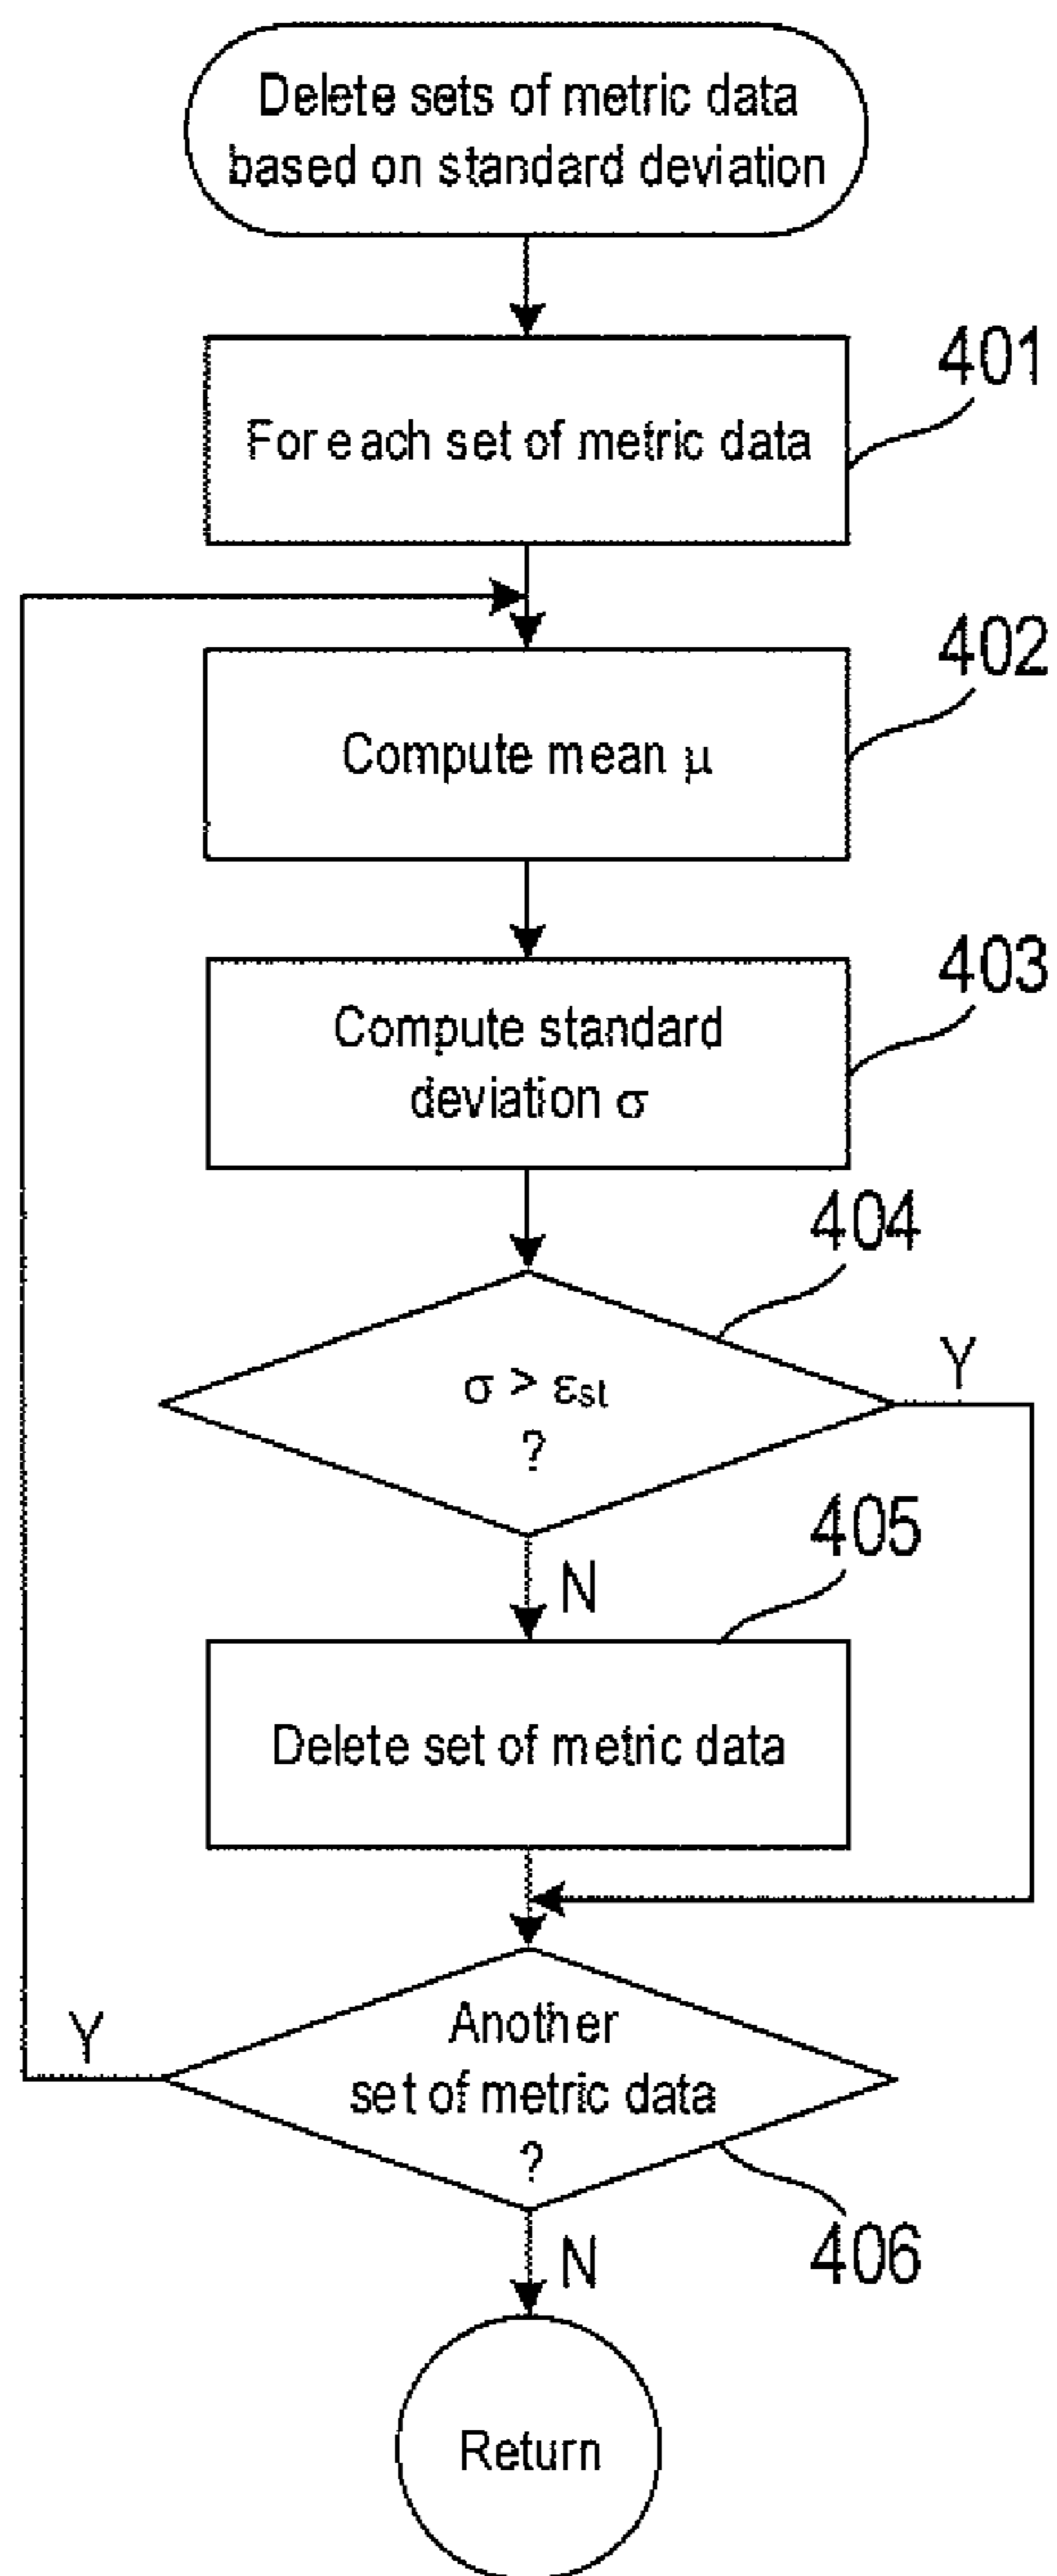 Delete sets of metric data
based on standard deviation
401
For each set of metric data
402
Compute mean μ
403
Compute standard
deviation σ
404
σ > εst
?
Y
405
N
Delete set of metric data
Another
set of metric data
?
Y
406
N
Return